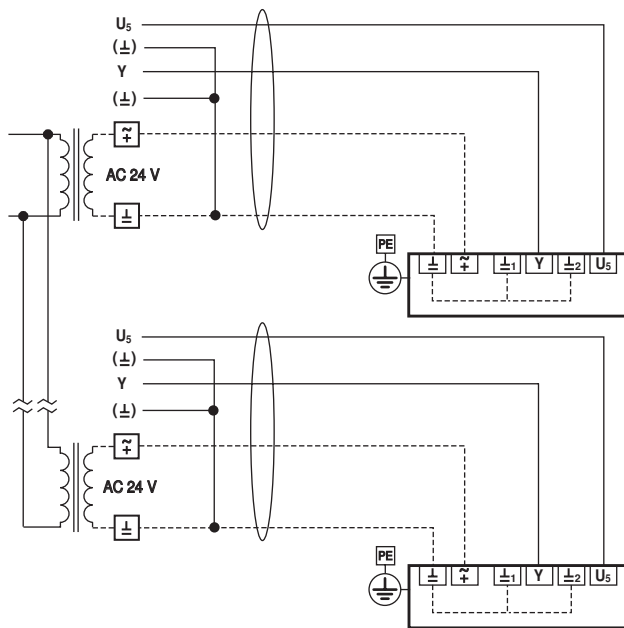 U5
(⊥)
Y
(⊥)
~+
AC 24 V
⊥
PE
⊥ ~+ ⊥1 Y ⊥2 U5
U5
(⊥)
Y
(⊥)
~+
AC 24 V
⊥
PE
⊥ ~+ ⊥1 Y ⊥2 U5